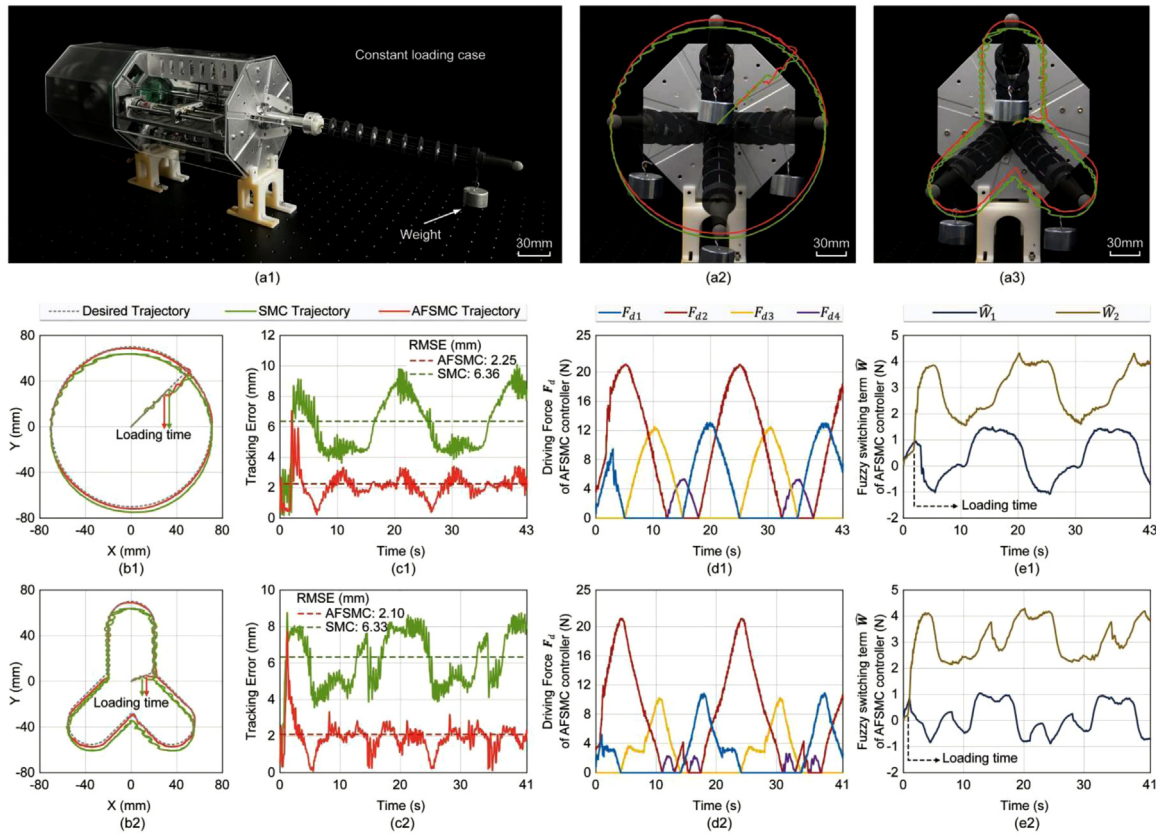 Constant loading case
Weight
30mm
30mm
30mm
(a1)
(a2)
(a3)
Desired Trajectory
SMC Trajectory
AFSMC Trajectory
F_d1
F_d2
F_d3
F_d4
Ŵ_1
Ŵ_2
Y (mm)
80
40
0
-40
-80
Loading time
-80
-40
0
40
80
X (mm)
(b1)
Tracking Error (mm)
12
10
8
6
4
2
0
RMSE (mm)
AFSMC: 2.25
SMC: 6.36
0
10
20
30
43
Time (s)
(c1)
Driving Force F_d
of AFSMC controller (N)
25
20
16
12
8
4
0
0
10
20
30
43
Time (s)
(d1)
Fuzzy switching term Ŵ
of AFSMC controller (N)
5
4
3
2
1
0
-1
-2
Loading time
0
10
20
30
43
Time (s)
(e1)
Y (mm)
80
40
0
-40
-80
Loading time
-80
-40
0
40
80
X (mm)
(b2)
Tracking Error (mm)
10
8
6
4
2
0
RMSE (mm)
AFSMC: 2.10
SMC: 6.33
0
10
20
30
41
Time (s)
(c2)
Driving Force F_d
of AFSMC controller (N)
24
20
16
12
8
4
0
0
10
20
30
41
Time (s)
(d2)
Fuzzy switching term Ŵ
of AFSMC controller (N)
5
4
3
2
1
0
-1
-2
Loading time
0
10
20
30
41
Time (s)
(e2)